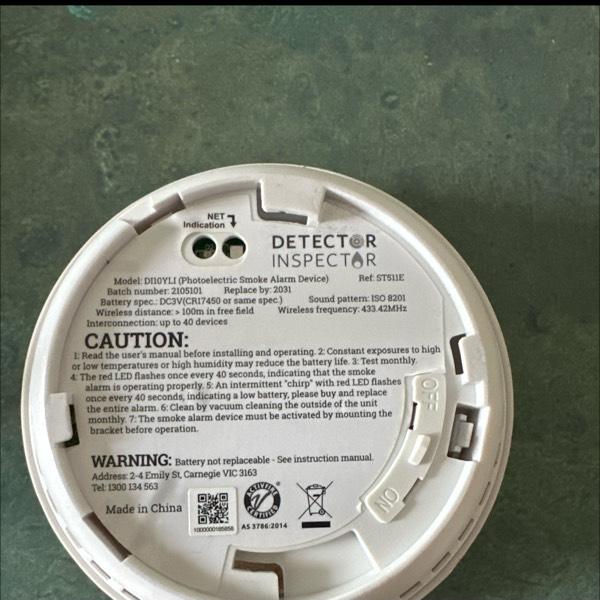 NET
Indication
DETECTOR
INSPECTOR
Model: DI10YLI (Photoelectric Smoke Alarm Device) Ref: ST511E
Batch number: 2105101 Replace by: 2031
Battery spec.: DC3V(CR17450 or same spec.) Sound pattern: ISO 8201
Wireless distance: > 100m in free field Wireless frequency: 433.42MHz
Interconnection: up to 40 devices
CAUTION:
1: Read the user's manual before installing and operating. 2: Constant exposures to high
or low temperatures or high humidity may reduce the battery life. 3: Test monthly.
4: The red LED flashes once every 40 seconds, indicating that the smoke
alarm is operating properly. 5: An intermittent "chirp" with red LED flashes
once every 40 seconds, indicating a low battery, please buy and replace
the entire alarm. 6: Clean by vacuum cleaning the outside of the unit
monthly. 7: The smoke alarm device must be activated by mounting the
bracket before operation.
OFF
ON
WARNING: Battery not replaceable - See instruction manual.
Address: 2-4 Emily St, Carnegie VIC 3163
Tel: 1300 134 563
Made in China
1000000185858
ACTIVFIRE
CERTIFIED
AS 3786:2014